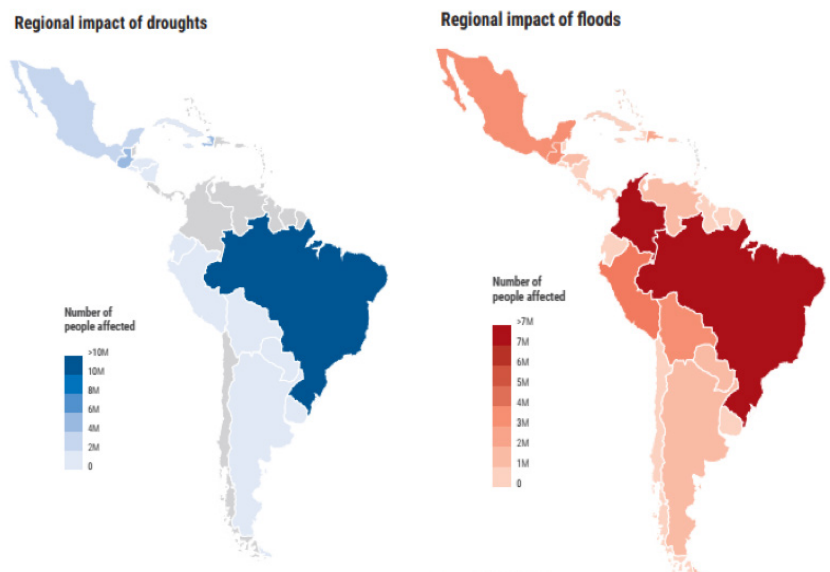 Regional impact of droughts
Number of
people affected
>10M
10M
8M
6M
4M
2M
0
Regional impact of floods
Number of
people affected
>7M
7M
6M
5M
4M
3M
2M
1M
0